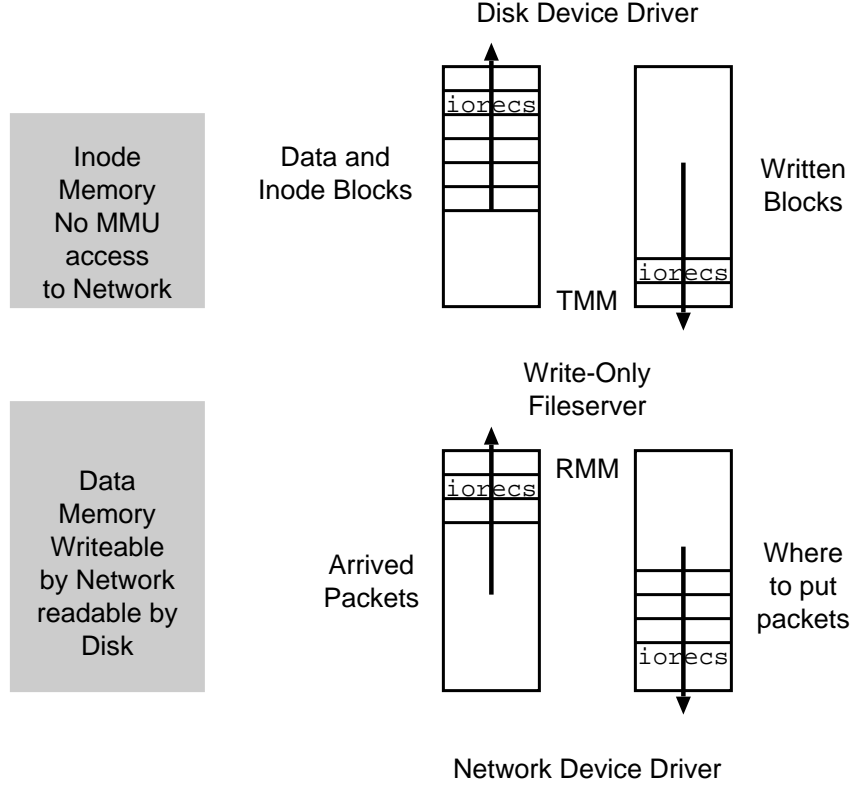 Disk Device Driver
iorecs
Inode
Memory
No MMU
access
to Network
Data and
Inode Blocks
Written
Blocks
iorecs
TMM
Write-Only
Fileserver
RMM
iorecs
Data
Memory
Writeable
by Network
readable by
Disk
Arrived
Packets
Where
to put
packets
iorecs
Network Device Driver